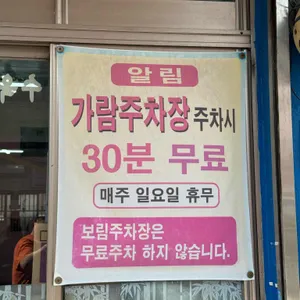 알림
가람주차장 주차시
30분 무료
매주 일요일 휴무
보림주차장은
무료주차 하지 않습니다.